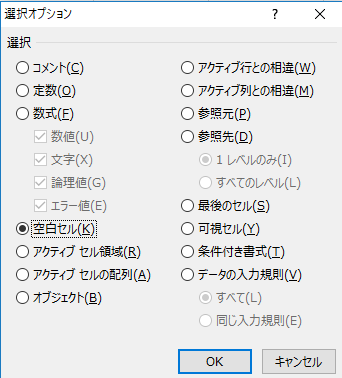 選択オプション
選択
コメント(C)
定数(O)
数式(F)
数値(U)
文字(X)
論理値(G)
エラー値(E)
空白セル(K)
アクティブ セル領域(R)
アクティブ セルの配列(A)
オブジェクト(B)
アクティブ行との相違(W)
アクティブ列との相違(M)
参照元(P)
参照先(D)
1 レベルのみ(I)
すべてのレベル(L)
最後のセル(S)
可視セル(Y)
条件付き書式(T)
データの入力規則(V)
すべて(L)
同じ入力規則(E)
OK
キャンセル